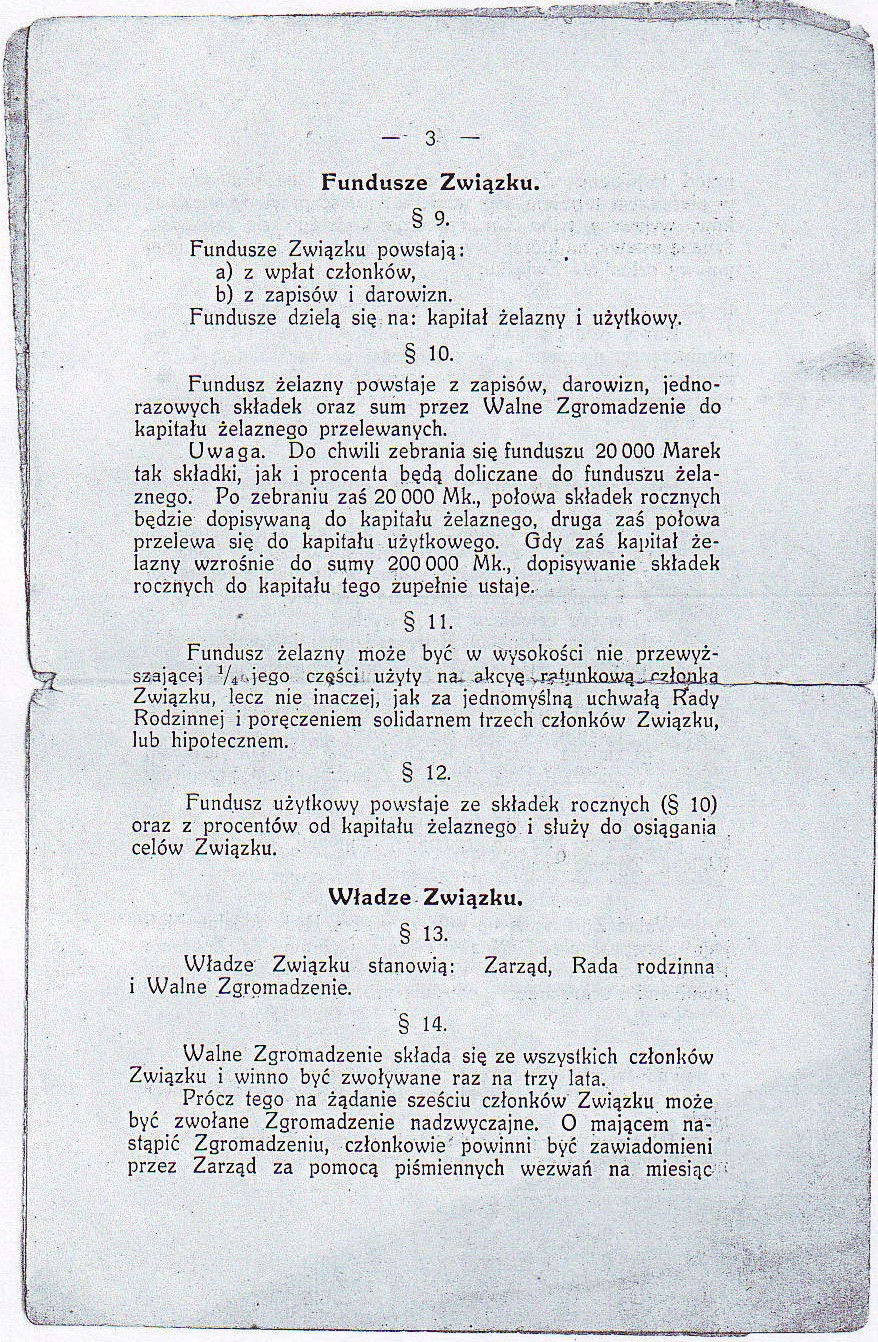 — 3 —
Fundusze Związku.
§ 9.
Fundusze Związku powstają:
a) z wpłat członków,
b) z zapisów i darowizn.
Fundusze dzielą się na: kapitał żelazny i użytkowy.
§ 10.
Fundusz żelazny powstaje z zapisów, darowizn, jedno-
razowych składek oraz sum przez Walne Zgromadzenie do
kapitału żelaznego przelewanych.
Uwaga. Do chwili zebrania się funduszu 20 000 Marek
tak składki, jak i procenta będą doliczane do funduszu żela-
znego. Po zebraniu zaś 20 000 Mk., połowa składek rocznych
będzie dopisywaną do kapitału żelaznego, druga zaś połowa
przelewa się do kapitału użytkowego. Gdy zaś kapitał że-
lazny wzrośnie do sumy 200 000 Mk., dopisywanie składek
rocznych do kapitału tego zupełnie ustaje.
§ 11.
Fundusz żelazny może być w wysokości nie przewyż-
szającej 1/4 jego części użyty na akcyę ratunkową członka
Związku, lecz nie inaczej, jak za jednomyślną uchwałą Rady
Rodzinnej i poręczeniem solidarnem trzech członków Związku,
lub hipotecznem.
§ 12.
Fundusz użytkowy powstaje ze składek rocznych (§ 10)
oraz z procentów od kapitału żelaznego i służy do osiągania
celów Związku.
Władze Związku.
§ 13.
Władze Związku stanowią: Zarząd, Rada rodzinna
i Walne Zgromadzenie.
§ 14.
Walne Zgromadzenie składa się ze wszystkich członków
Związku i winno być zwoływane raz na trzy lata.
Prócz tego na żądanie sześciu członków Związku może
być zwołane Zgromadzenie nadzwyczajne. O mającem na-
stąpić Zgromadzeniu, członkowie powinni być zawiadomieni
przez Zarząd za pomocą piśmiennych wezwań na miesiąc